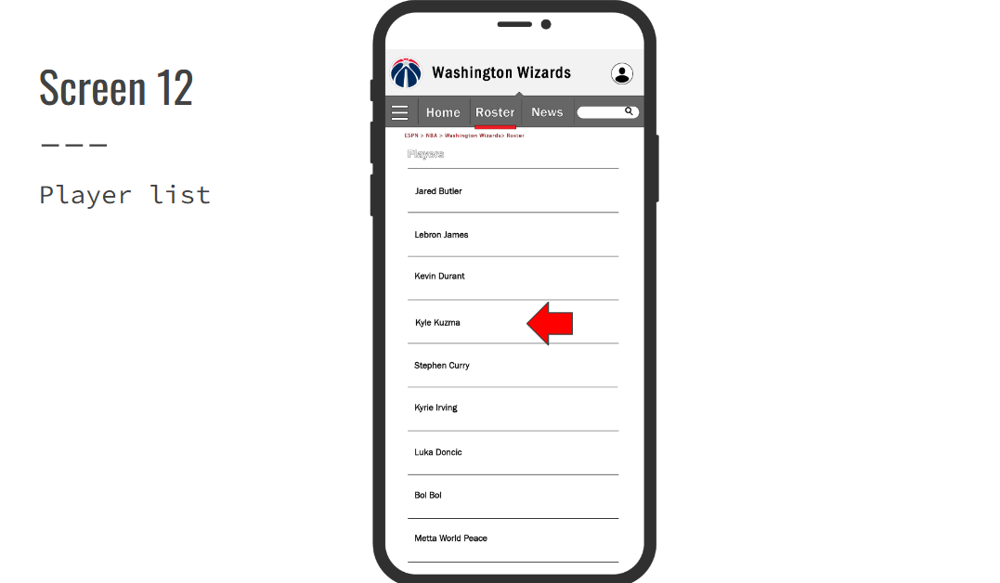 Screen 12
Player list
Washington Wizards
Home Roster News
ESPN > NBA > Washington Wizards> Roster
Players
Jared Butler
Lebron James
Kevin Durant
Kyle Kuzma
Stephen Curry
Kyrie Irving
Luka Doncic
Bol Bol
Metta World Peace